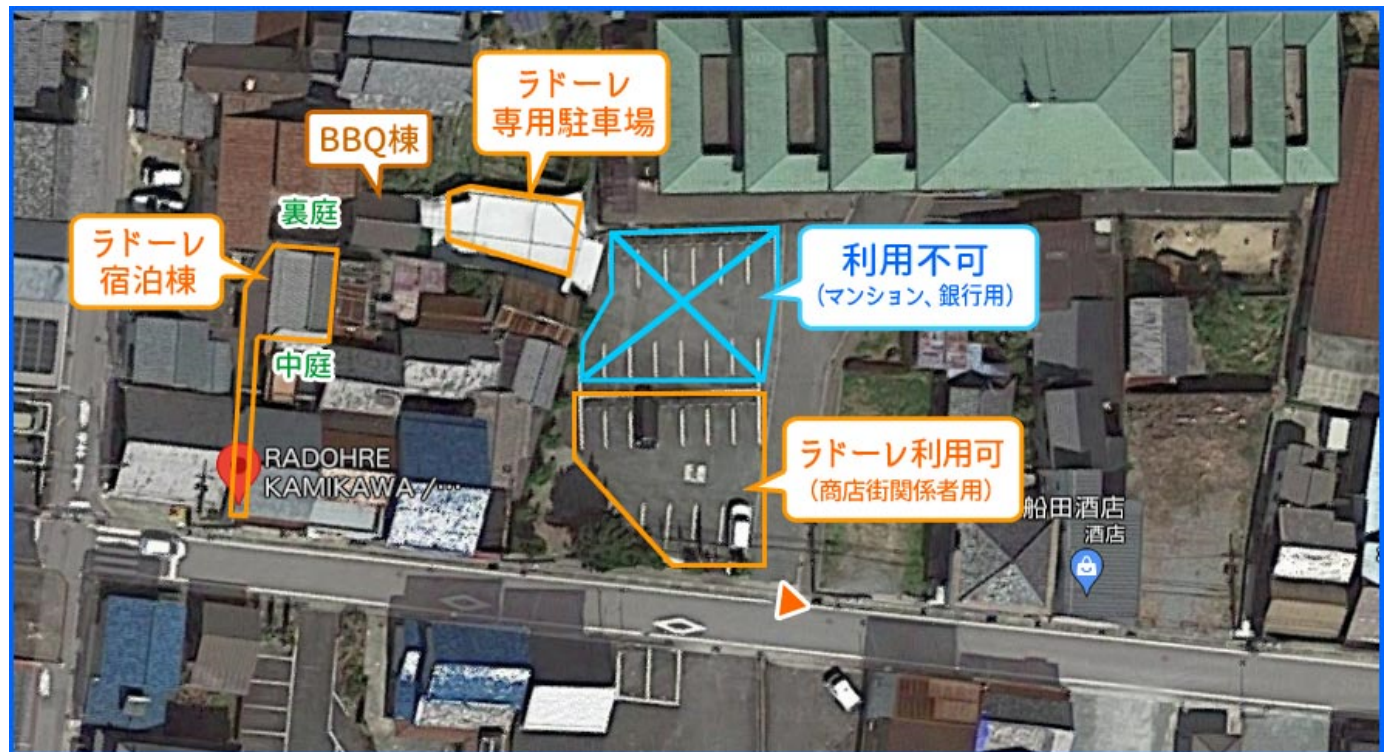 ラドーレ
専用駐車場
BBQ棟
裏庭
ラドーレ
宿泊棟
利用不可
(マンション、銀行用)
中庭
ラドーレ利用可
(商店街関係者用)
RADOHRE
KAMIKAWA /…
船田酒店
酒店